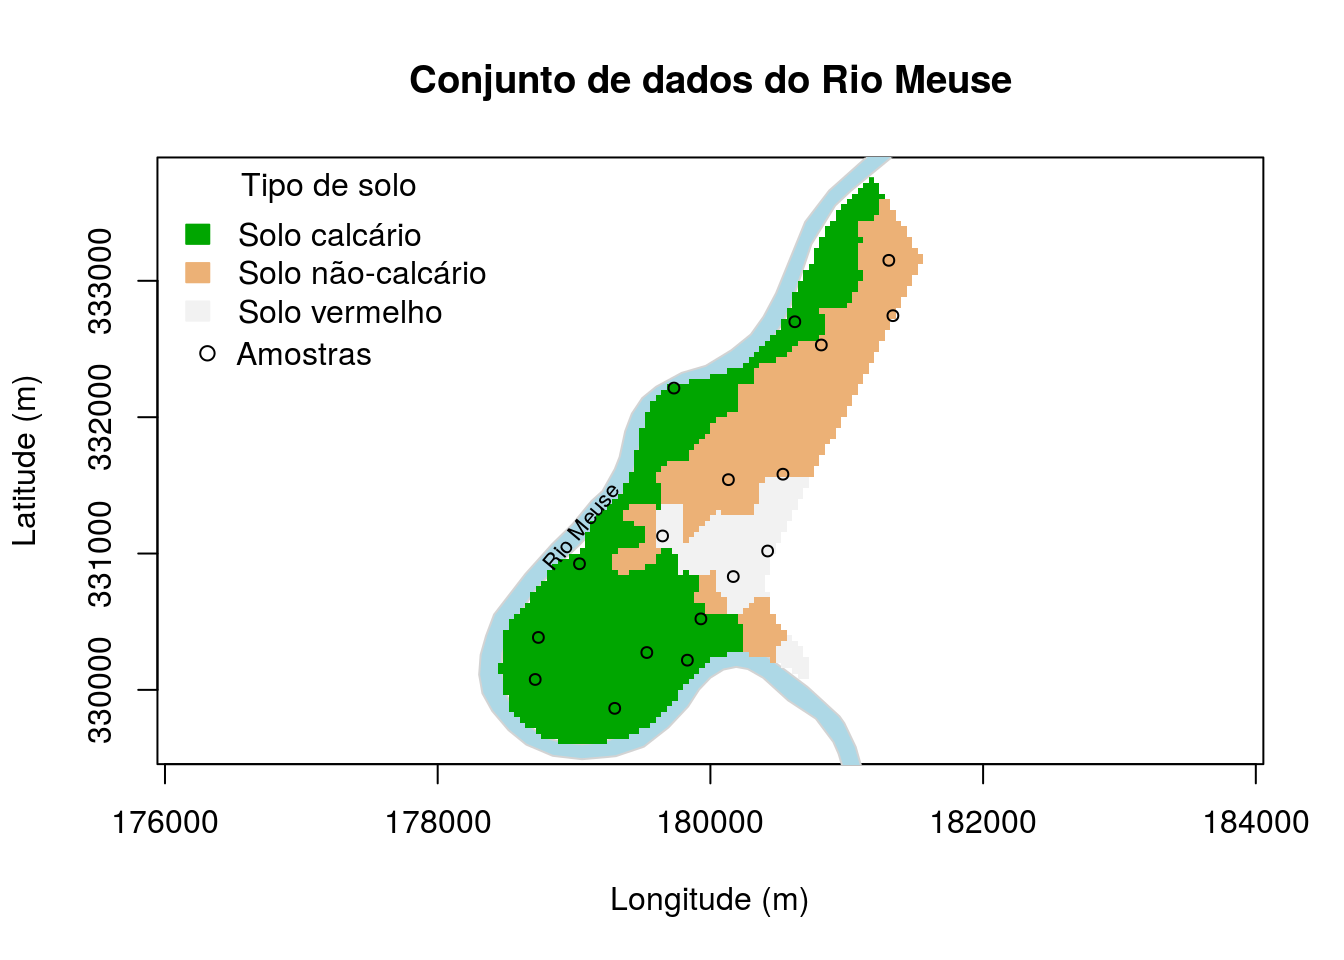 Conjunto de dados do Rio Meuse
Tipo de solo
Solo calcário
Solo não-calcário
Solo vermelho
Amostras
Rio Meuse
Latitude (m)
333000
332000
331000
330000
176000 178000 180000 182000 184000
Longitude (m)